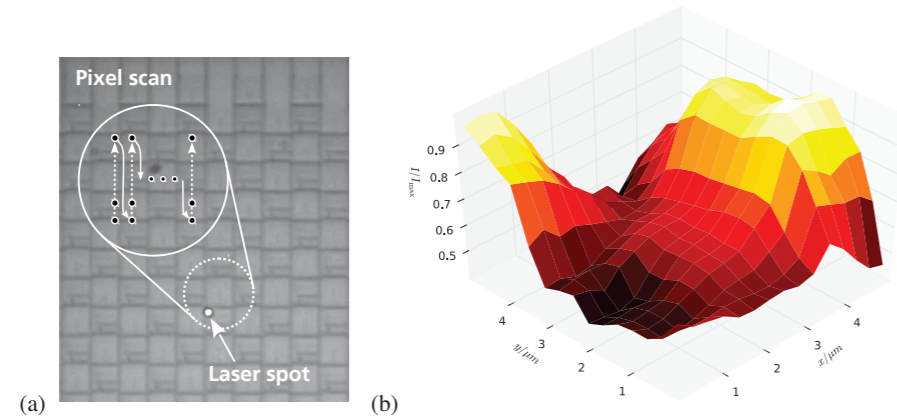 Pixel scan
Laser spot
(a)
(b)
0.9
0.8
0.7
0.6
0.5
I/I_max
4
3
2
1
y/μm
1
2
3
4
x/μm